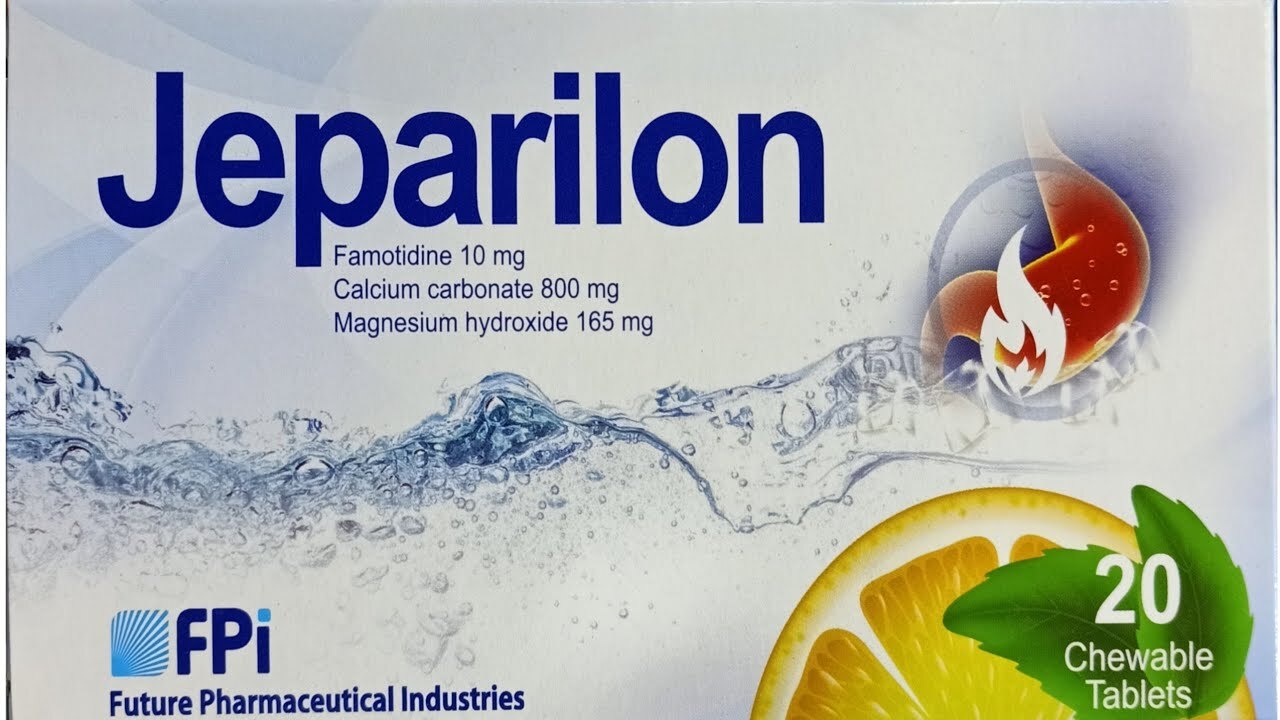 Jeparilon
Famotidine 10 mg
Calcium carbonate 800 mg
Magnesium hydroxide 165 mg
FPi
Future Pharmaceutical Industries
20
Chewable
Tablets